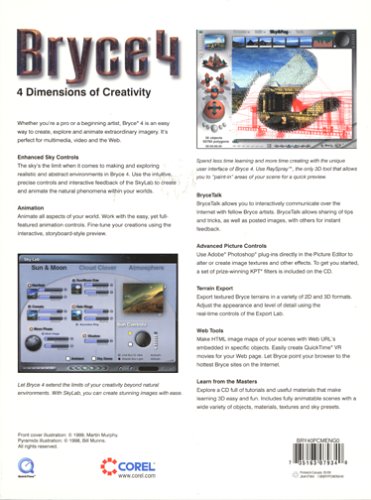 Bryce® 4
4 Dimensions of Creativity
Whether you're a pro or a beginning artist, Bryce® 4 is an easy
way to create, explore and animate extraordinary imagery. It's
perfect for multimedia, video and the Web.
Enhanced Sky Controls
The sky's the limit when it comes to making and exploring
realistic and abstract environments in Bryce 4. Use the intuitive,
precise controls and interactive feedback of the SkyLab to create
and animate the natural phenomena within your worlds.
Animation
Animate all aspects of your world. Work with the easy, yet full-
featured animation controls. Fine-tune your creations using the
interactive, storyboard-style preview.
Sky Lab
Sun & Moon
Cloud Cover
Atmosphere
Sun Controls
Let Bryce 4 extend the limits of your creativity beyond natural
environments. With SkyLab, you can create stunning images with ease.
Front cover illustration: © 1999, Martin Murphy.
Pyramids illustration: © 1998, Bill Munns.
All rights reserved.
QuickTime
COREL®
www.corel.com
Sky&Fog
Spend less time learning and more time creating with the unique
user interface of Bryce 4. Use RaySpray™, the only 3D tool that allows
you to "paint-in" areas of your scene for a quick preview.
BryceTalk
BryceTalk allows you to interactively communicate over the
internet with fellow Bryce artists. BryceTalk allows sharing of tips
and tricks, as well as posted images, with others for instant
feedback.
Advanced Picture Controls
Use Adobe® Photoshop® plug-ins directly in the Picture Editor to
alter or create image textures and other effects. To get you started,
a set of prize-winning KPT® filters is included on the CD.
Terrain Export
Export textured Bryce terrains in a variety of 2D and 3D formats.
Adjust the appearance and level of detail using the
real-time controls of the Export Lab.
Web Tools
Make HTML image maps of your scenes with Web URL's
embedded in specific objects. Easily create QuickTime® VR
movies for your Web page. Let Bryce point your browser to the
hottest Bryce sites on the Internet.
Learn from the Masters
Explore a CD full of tutorials and useful materials that make
learning 3D easy and fun. Includes fully animatable scenes with a
wide variety of objects, materials, textures and sky presets.
BRY40PCMENG0